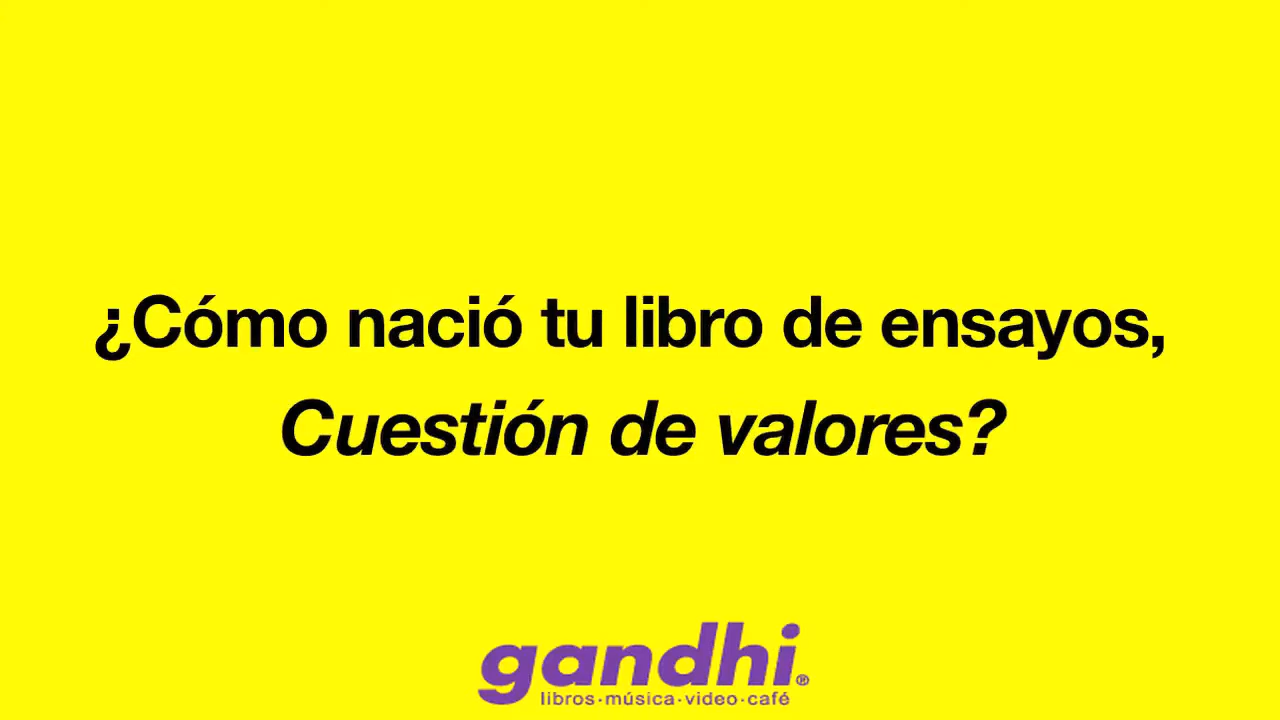 ¿Cómo nació tu libro de ensayos,
Cuestión de valores?
gandhi®
libros·música·video·café